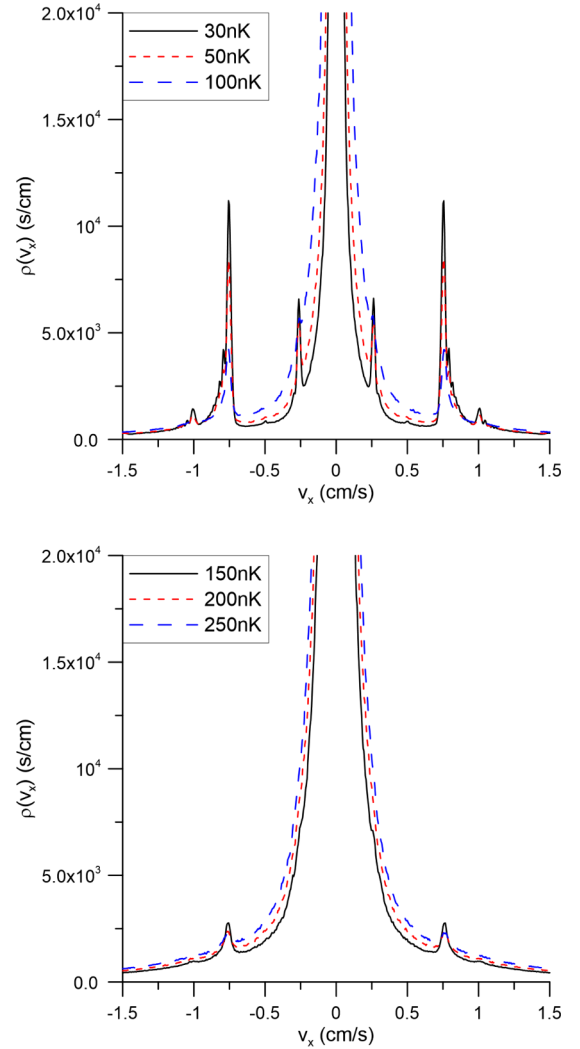 2.0x10⁴
30nK
50nK
100nK
1.5x10⁴
ρ(vₓ) (s/cm)
10⁴
5.0x10³
0.0
-1.5 -1 -0.5 0 0.5 1 1.5
vₓ (cm/s)
2.0x10⁴
150nK
200nK
250nK
1.5x10⁴
ρ(vₓ) (s/cm)
10⁴
5.0x10³
0.0
-1.5 -1 -0.5 0 0.5 1 1.5
vₓ (cm/s)